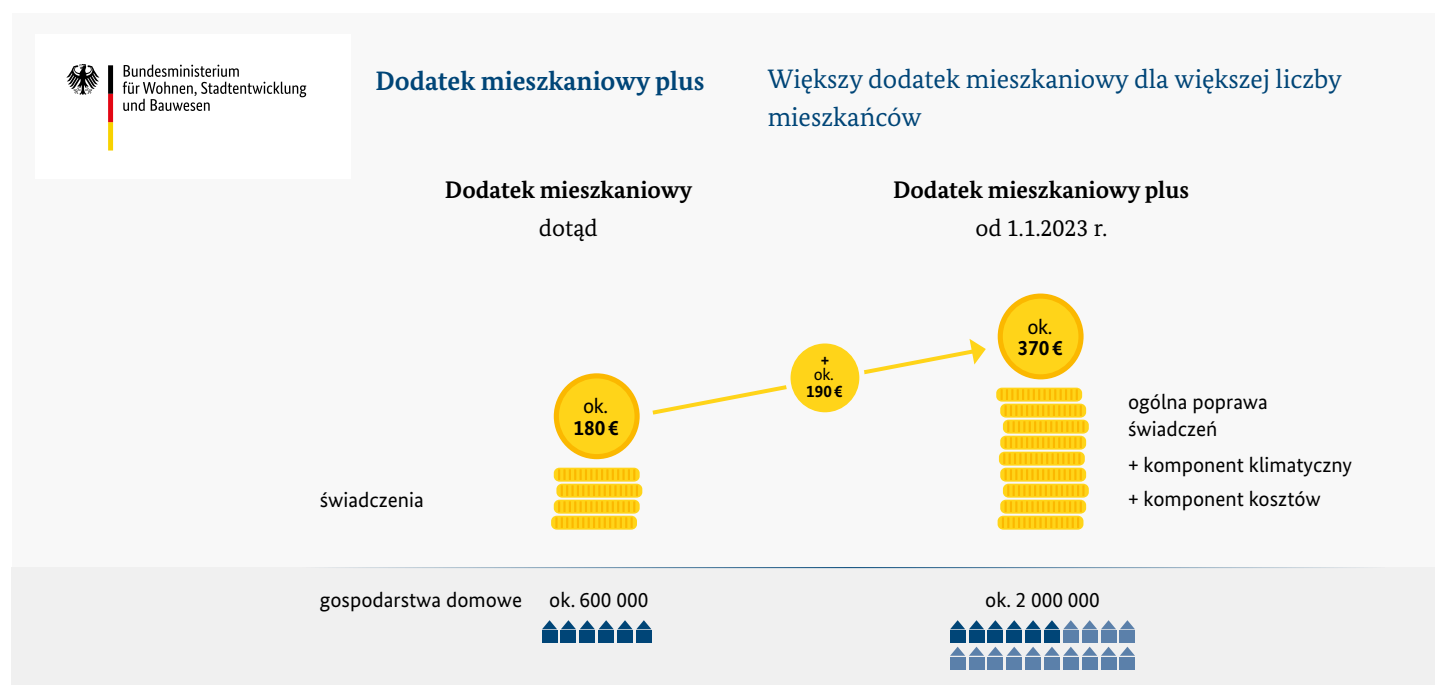 Bundesministerium
für Wohnen, Stadtentwicklung
und Bauwesen
Dodatek mieszkaniowy plus
Większy dodatek mieszkaniowy dla większej liczby
mieszkańców
Dodatek mieszkaniowy
dotąd
Dodatek mieszkaniowy plus
od 1.1.2023 r.
ok.
180 €
+
ok.
190 €
ok.
370 €
świadczenia
ogólna poprawa
świadczeń
+ komponent klimatyczny
+ komponent kosztów
gospodarstwa domowe
ok. 600 000
ok. 2 000 000